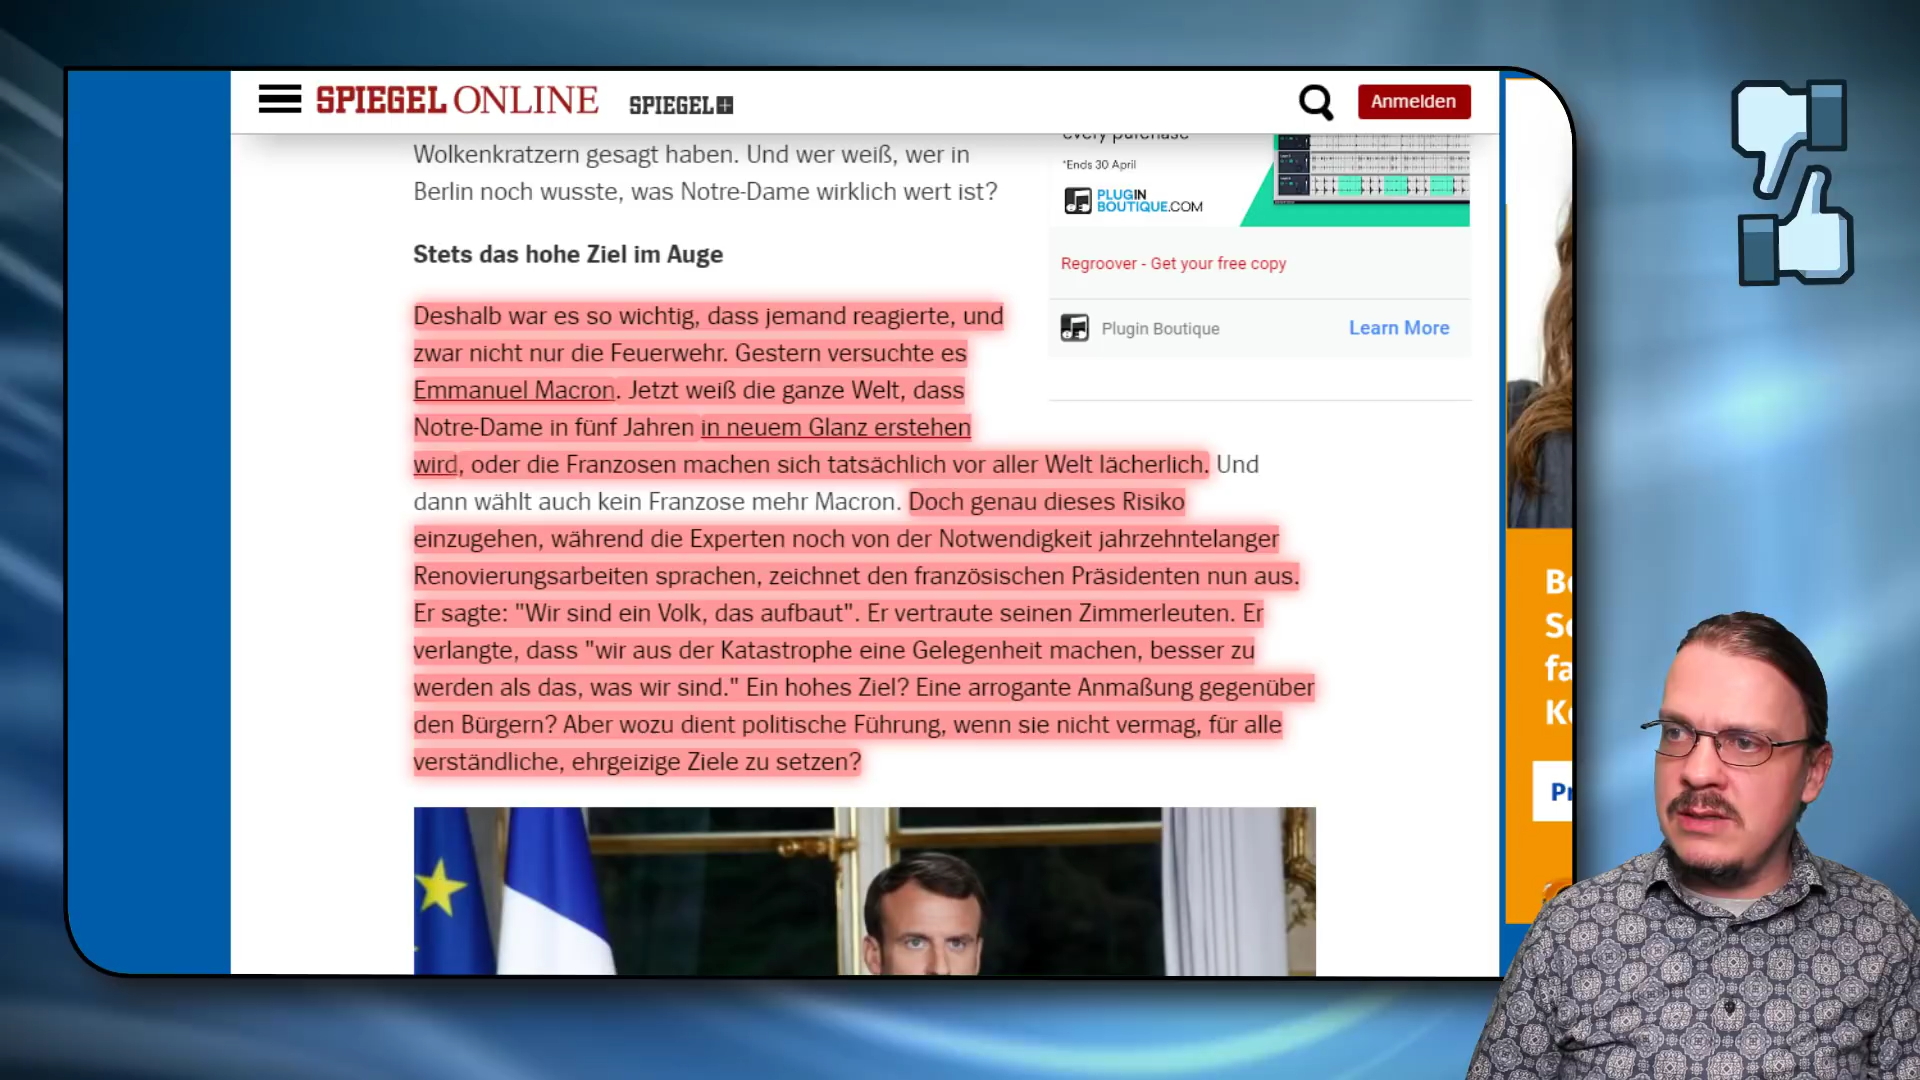 SPIEGEL ONLINE SPIEGEL+ Anmelden
every purchase
*Ends 30 April
PLUGIN
BOUTIQUE.COM
Regroover - Get your free copy
Plugin Boutique Learn More
Wolkenkratzern gesagt haben. Und wer weiß, wer in
Berlin noch wusste, was Notre-Dame wirklich wert ist?
Stets das hohe Ziel im Auge
Deshalb war es so wichtig, dass jemand reagierte, und
zwar nicht nur die Feuerwehr. Gestern versuchte es
Emmanuel Macron. Jetzt weiß die ganze Welt, dass
Notre-Dame in fünf Jahren in neuem Glanz erstehen
wird, oder die Franzosen machen sich tatsächlich vor aller Welt lächerlich. Und
dann wählt auch kein Franzose mehr Macron. Doch genau dieses Risiko
einzugehen, während die Experten noch von der Notwendigkeit jahrzehntelanger
Renovierungsarbeiten sprachen, zeichnet den französischen Präsidenten nun aus.
Er sagte: "Wir sind ein Volk, das aufbaut". Er vertraute seinen Zimmerleuten. Er
verlangte, dass "wir aus der Katastrophe eine Gelegenheit machen, besser zu
werden als das, was wir sind." Ein hohes Ziel? Eine arrogante Anmaßung gegenüber
den Bürgern? Aber wozu dient politische Führung, wenn sie nicht vermag, für alle
verständliche, ehrgeizige Ziele zu setzen?